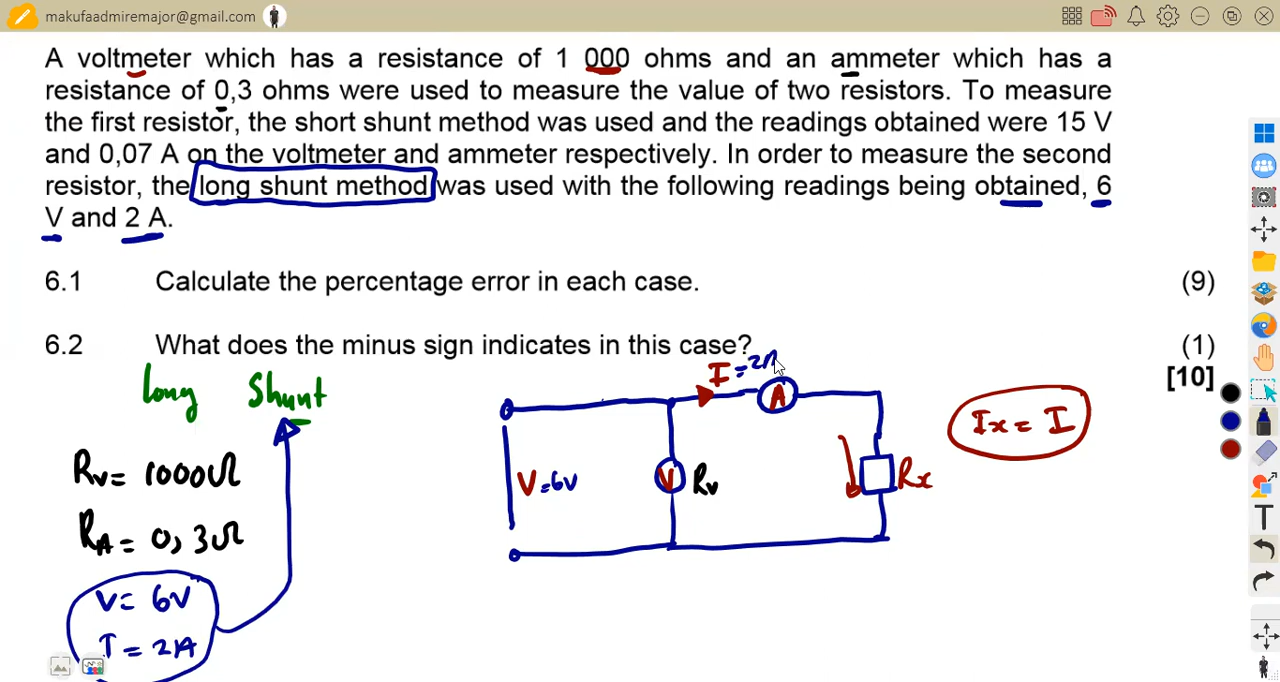 makufaadmiremajor@gmail.com
A voltmeter which has a resistance of 1 000 ohms and an ammeter which has a
resistance of 0,3 ohms were used to measure the value of two resistors. To measure
the first resistor, the short shunt method was used and the readings obtained were 15 V
and 0,07 A on the voltmeter and ammeter respectively. In order to measure the second
resistor, the long shunt method was used with the following readings being obtained, 6
V and 2 A.
6.1 Calculate the percentage error in each case. (9)
6.2 What does the minus sign indicates in this case? (1)
[10]
Long Shunt
I = 2A
A
Ix = I
Rv = 1000Ω
V = 6V
V
Rv
Rx
RA = 0,3Ω
V = 6V
I = 2A
T